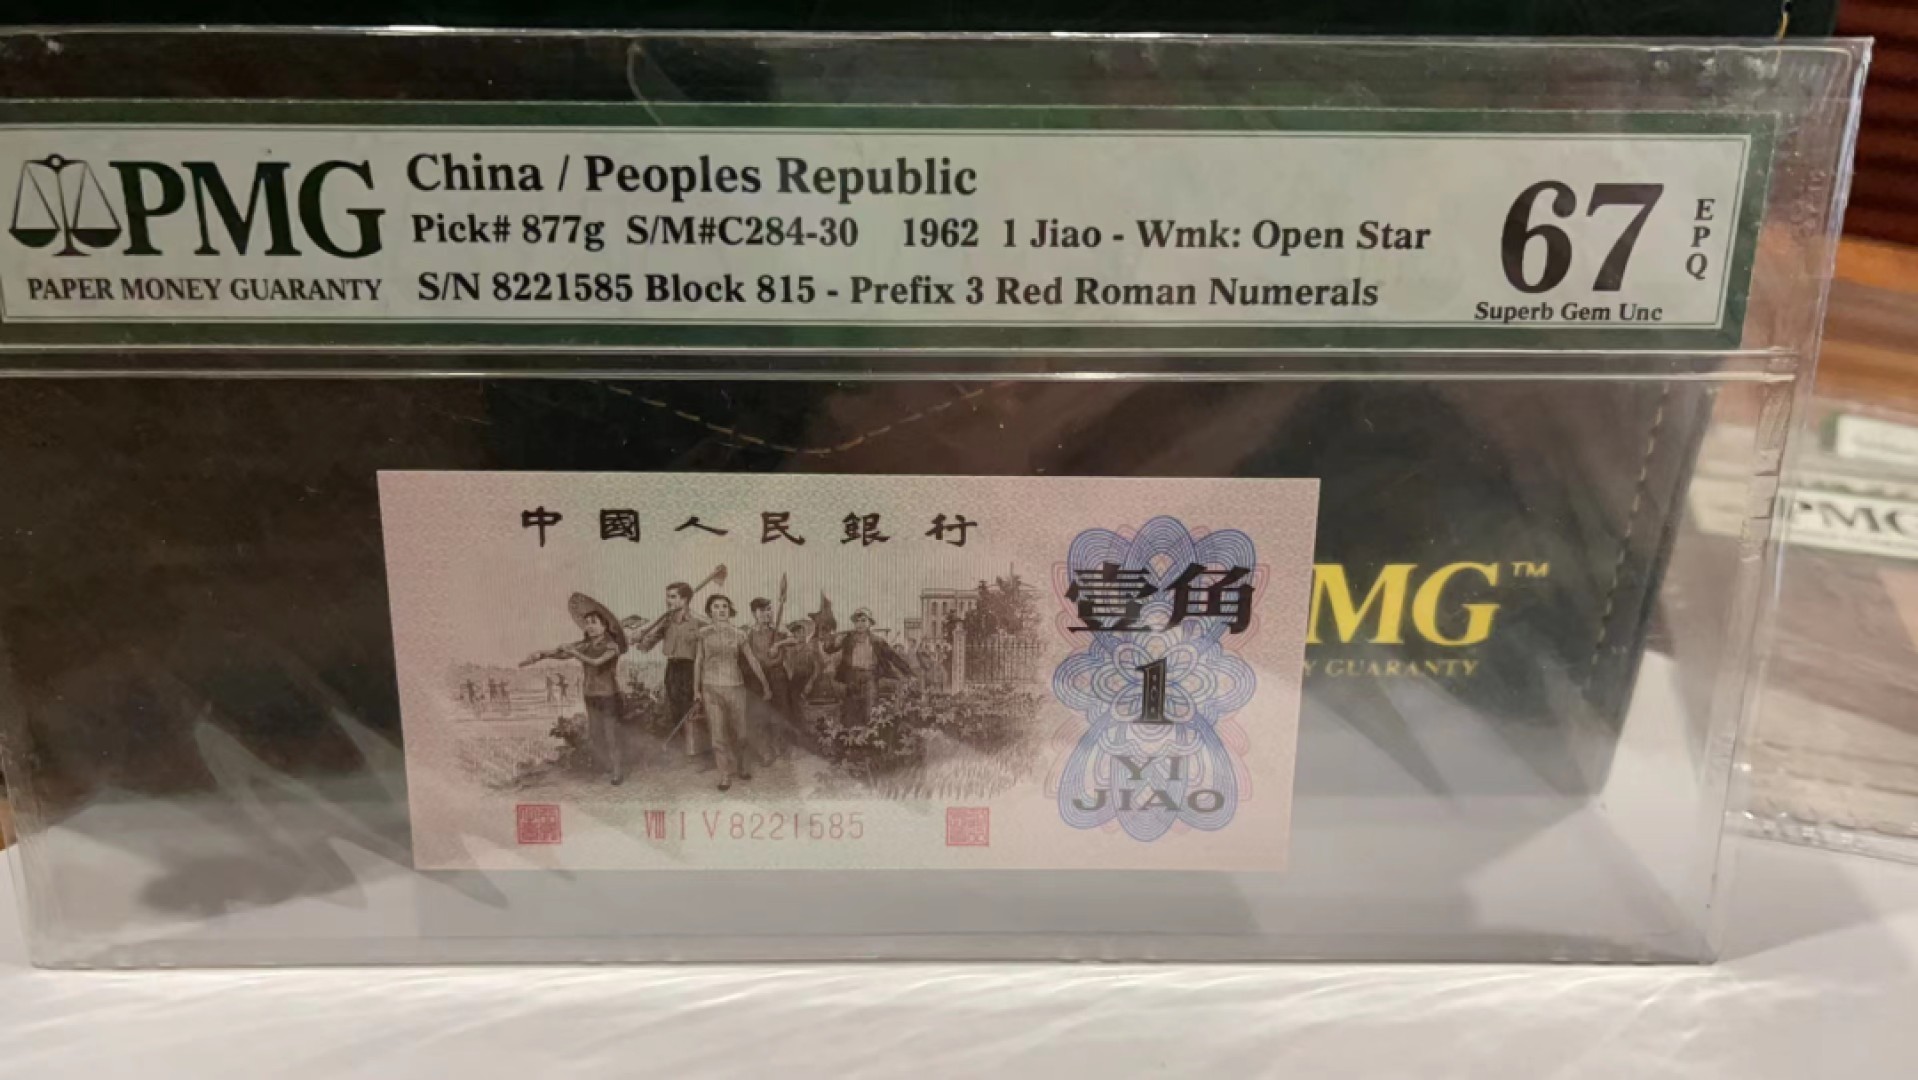 PMG
PAPER MONEY GUARANTY
China / Peoples Republic
Pick# 877g S/M#C284-30 1962 1 Jiao - Wmk: Open Star
S/N 8221585 Block 815 - Prefix 3 Red Roman Numerals
67
EPQ
Superb Gem Unc
中國人民銀行
壹角
1
YI
JIAO
VIII I V 8221585
MG™
Y GUARANTY
PMG